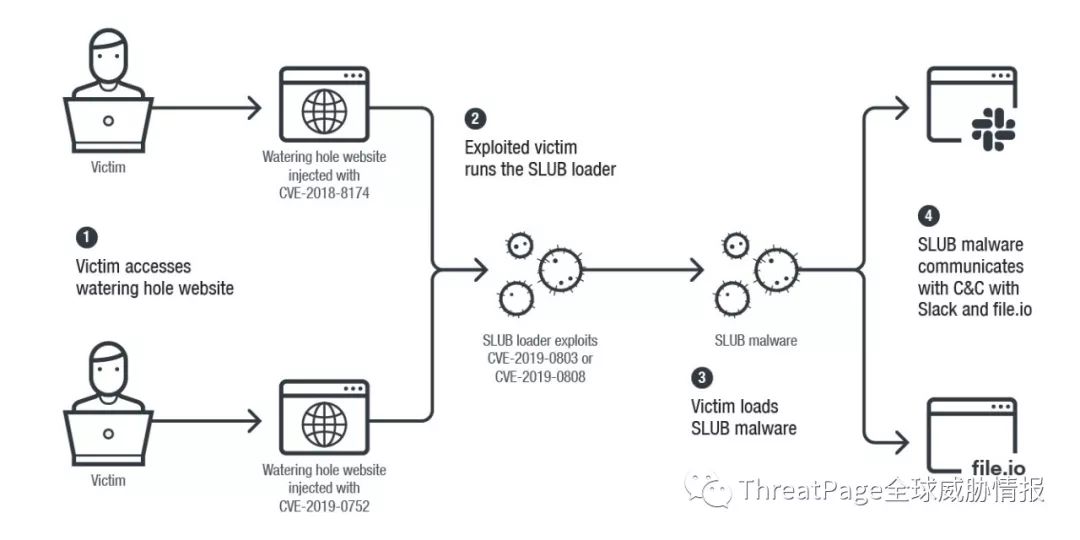 Victim
Watering hole website
injected with
CVE-2018-8174
1
Victim accesses
watering hole website
Victim
Watering hole website
injected with
CVE-2019-0752
2
Exploited victim
runs the SLUB loader
SLUB loader exploits
CVE-2019-0803 or
CVE-2019-0808
SLUB malware
3
Victim loads
SLUB malware
4
SLUB malware
communicates
with C&C with
Slack and file.io
file.io
ThreatPage全球威胁情报